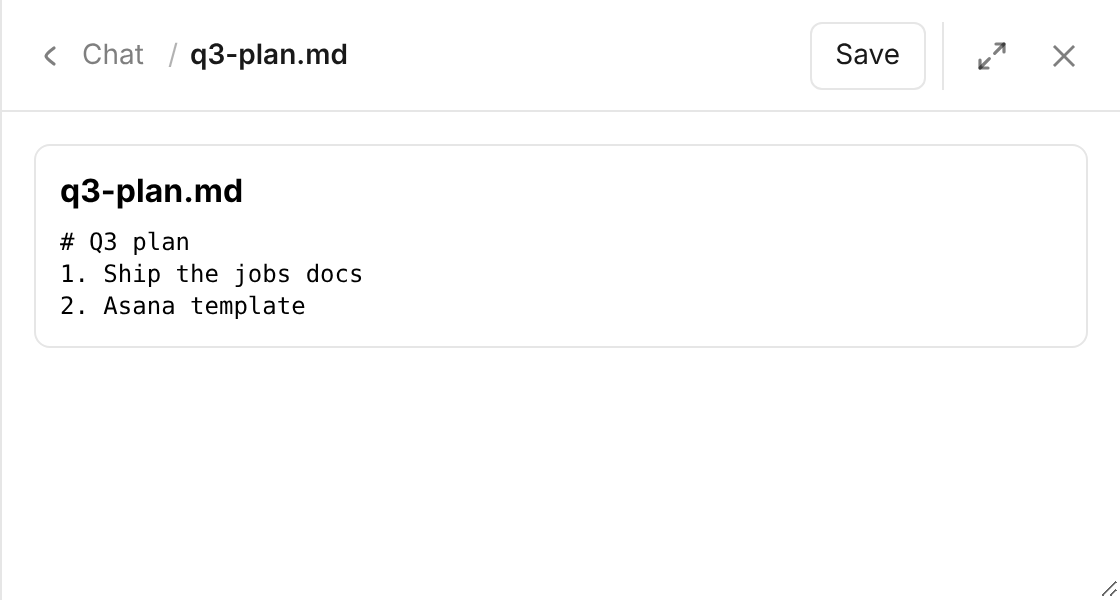 Chat / q3-plan.md
Save
q3-plan.md
# Q3 plan
1. Ship the jobs docs
2. Asana template